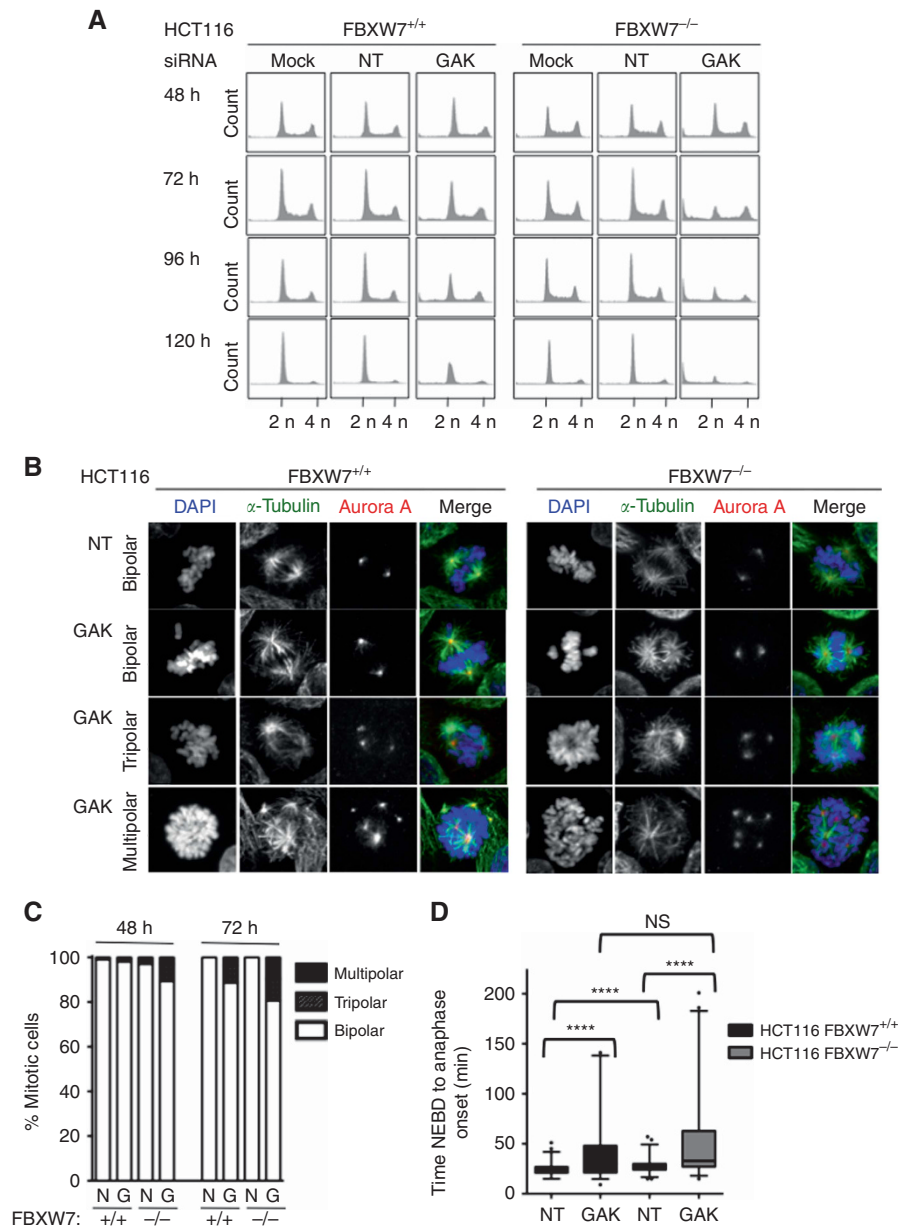 A
HCT116 FBXW7+/+ FBXW7–/–
siRNA Mock NT GAK Mock NT GAK
48 h Count Count
72 h Count Count
96 h Count Count
120 h Count Count
2 n 4 n 2 n 4 n 2 n 4 n 2 n 4 n 2 n 4 n 2 n 4 n
B
HCT116 FBXW7+/+ FBXW7–/–
DAPI α-Tubulin Aurora A Merge DAPI α-Tubulin Aurora A Merge
NT Bipolar
GAK Bipolar
GAK Tripolar
GAK Multipolar
C
48 h 72 h
% Mitotic cells
100
80
60
40
20
0
Multipolar
Tripolar
Bipolar
N G N G N G N G
FBXW7: +/+ –/– +/+ –/–
D
NS
****
****
****
Time NEBD to anaphase
onset (min)
200
150
100
50
0
HCT116 FBXW7+/+
HCT116 FBXW7–/–
NT GAK NT GAK